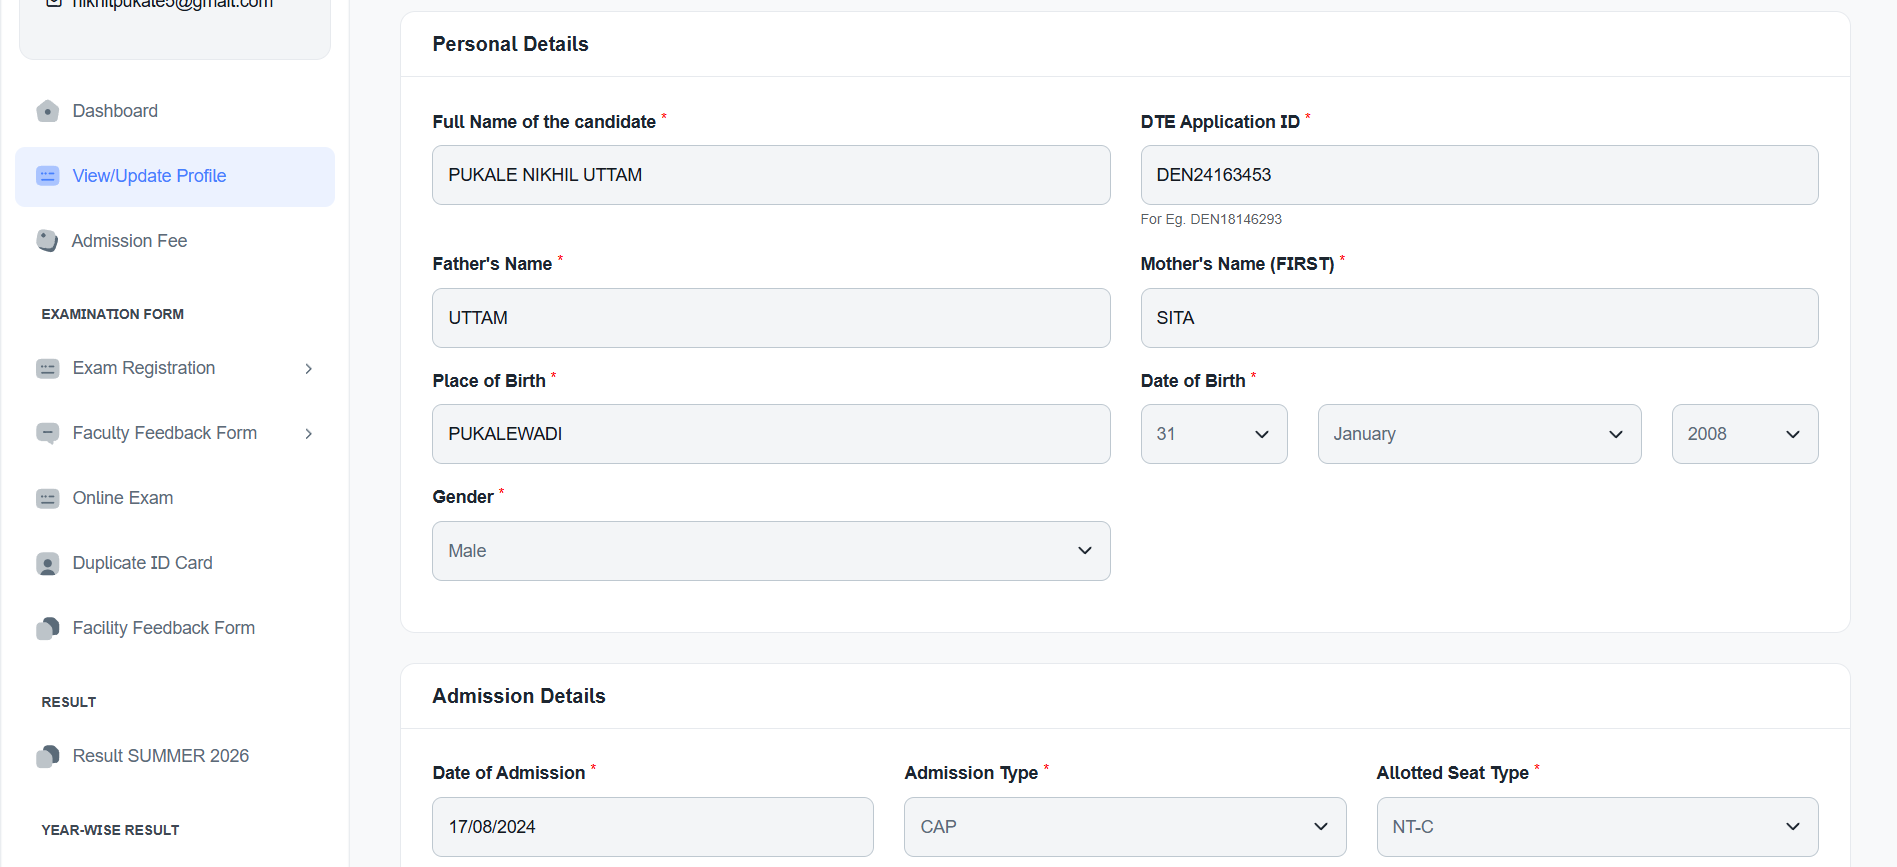 Dashboard
View/Update Profile
Admission Fee
EXAMINATION FORM
Exam Registration
Faculty Feedback Form
Online Exam
Duplicate ID Card
Facility Feedback Form
RESULT
Result SUMMER 2026
YEAR-WISE RESULT
Personal Details
Full Name of the candidate *
DTE Application ID *
PUKALE NIKHIL UTTAM
DEN24163453
For Eg. DEN18146293
Father's Name *
Mother's Name (FIRST) *
UTTAM
SITA
Place of Birth *
Date of Birth *
PUKALEWADI
31
January
2008
Gender *
Male
Admission Details
Date of Admission *
Admission Type *
Allotted Seat Type *
17/08/2024
CAP
NT-C